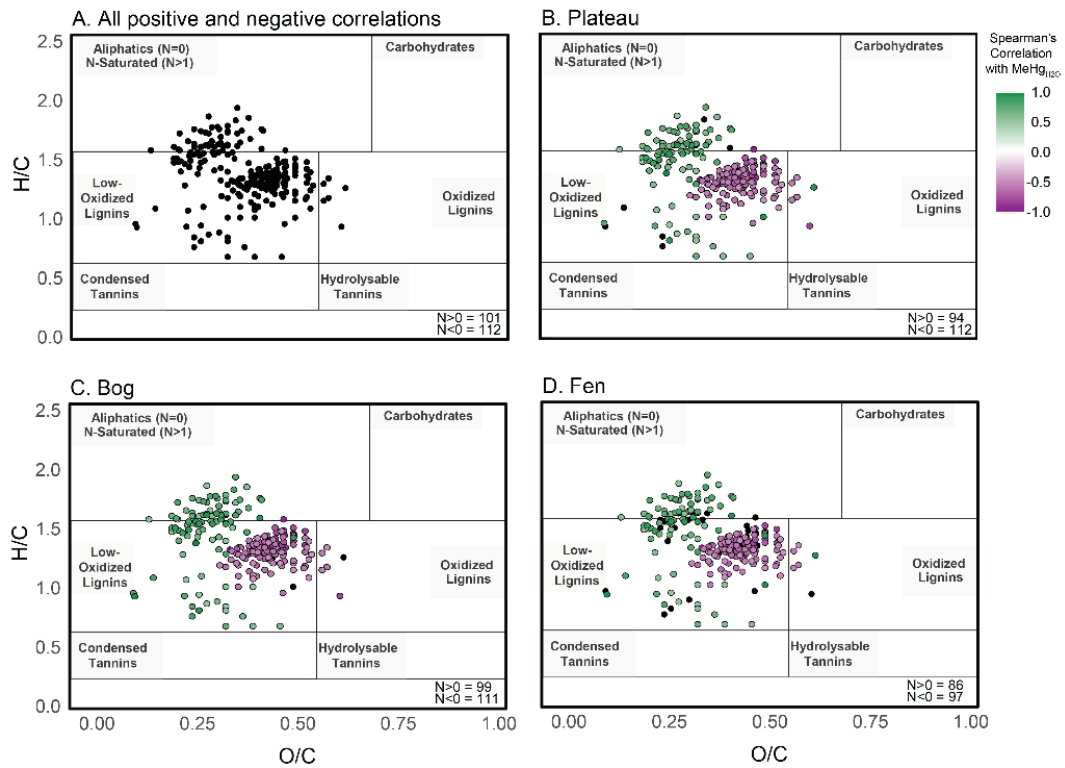 A. All positive and negative correlations
2.5
2.0
1.5
1.0
0.5
0.0
H/C
Aliphatics (N=0)
N-Saturated (N>1)
Carbohydrates
Low-
Oxidized
Lignins
Oxidized
Lignins
Condensed
Tannins
Hydrolysable
Tannins
N>0 = 101
N<0 = 112
B. Plateau
Aliphatics (N=0)
N-Saturated (N>1)
Carbohydrates
Low-
Oxidized
Lignins
Oxidized
Lignins
Condensed
Tannins
Hydrolysable
Tannins
N>0 = 94
N<0 = 112
Spearman's
Correlation
with MeHg H2O
1.0
0.5
0.0
-0.5
-1.0
C. Bog
2.5
2.0
1.5
1.0
0.5
0.0
H/C
Aliphatics (N=0)
N-Saturated (N>1)
Carbohydrates
Low-
Oxidized
Lignins
Oxidized
Lignins
Condensed
Tannins
Hydrolysable
Tannins
N>0 = 99
N<0 = 111
0.00 0.25 0.50 0.75 1.00
O/C
D. Fen
Aliphatics (N=0)
N-Saturated (N>1)
Carbohydrates
Low-
Oxidized
Lignins
Oxidized
Lignins
Condensed
Tannins
Hydrolysable
Tannins
N>0 = 86
N<0 = 97
0.00 0.25 0.50 0.75 1.00
O/C